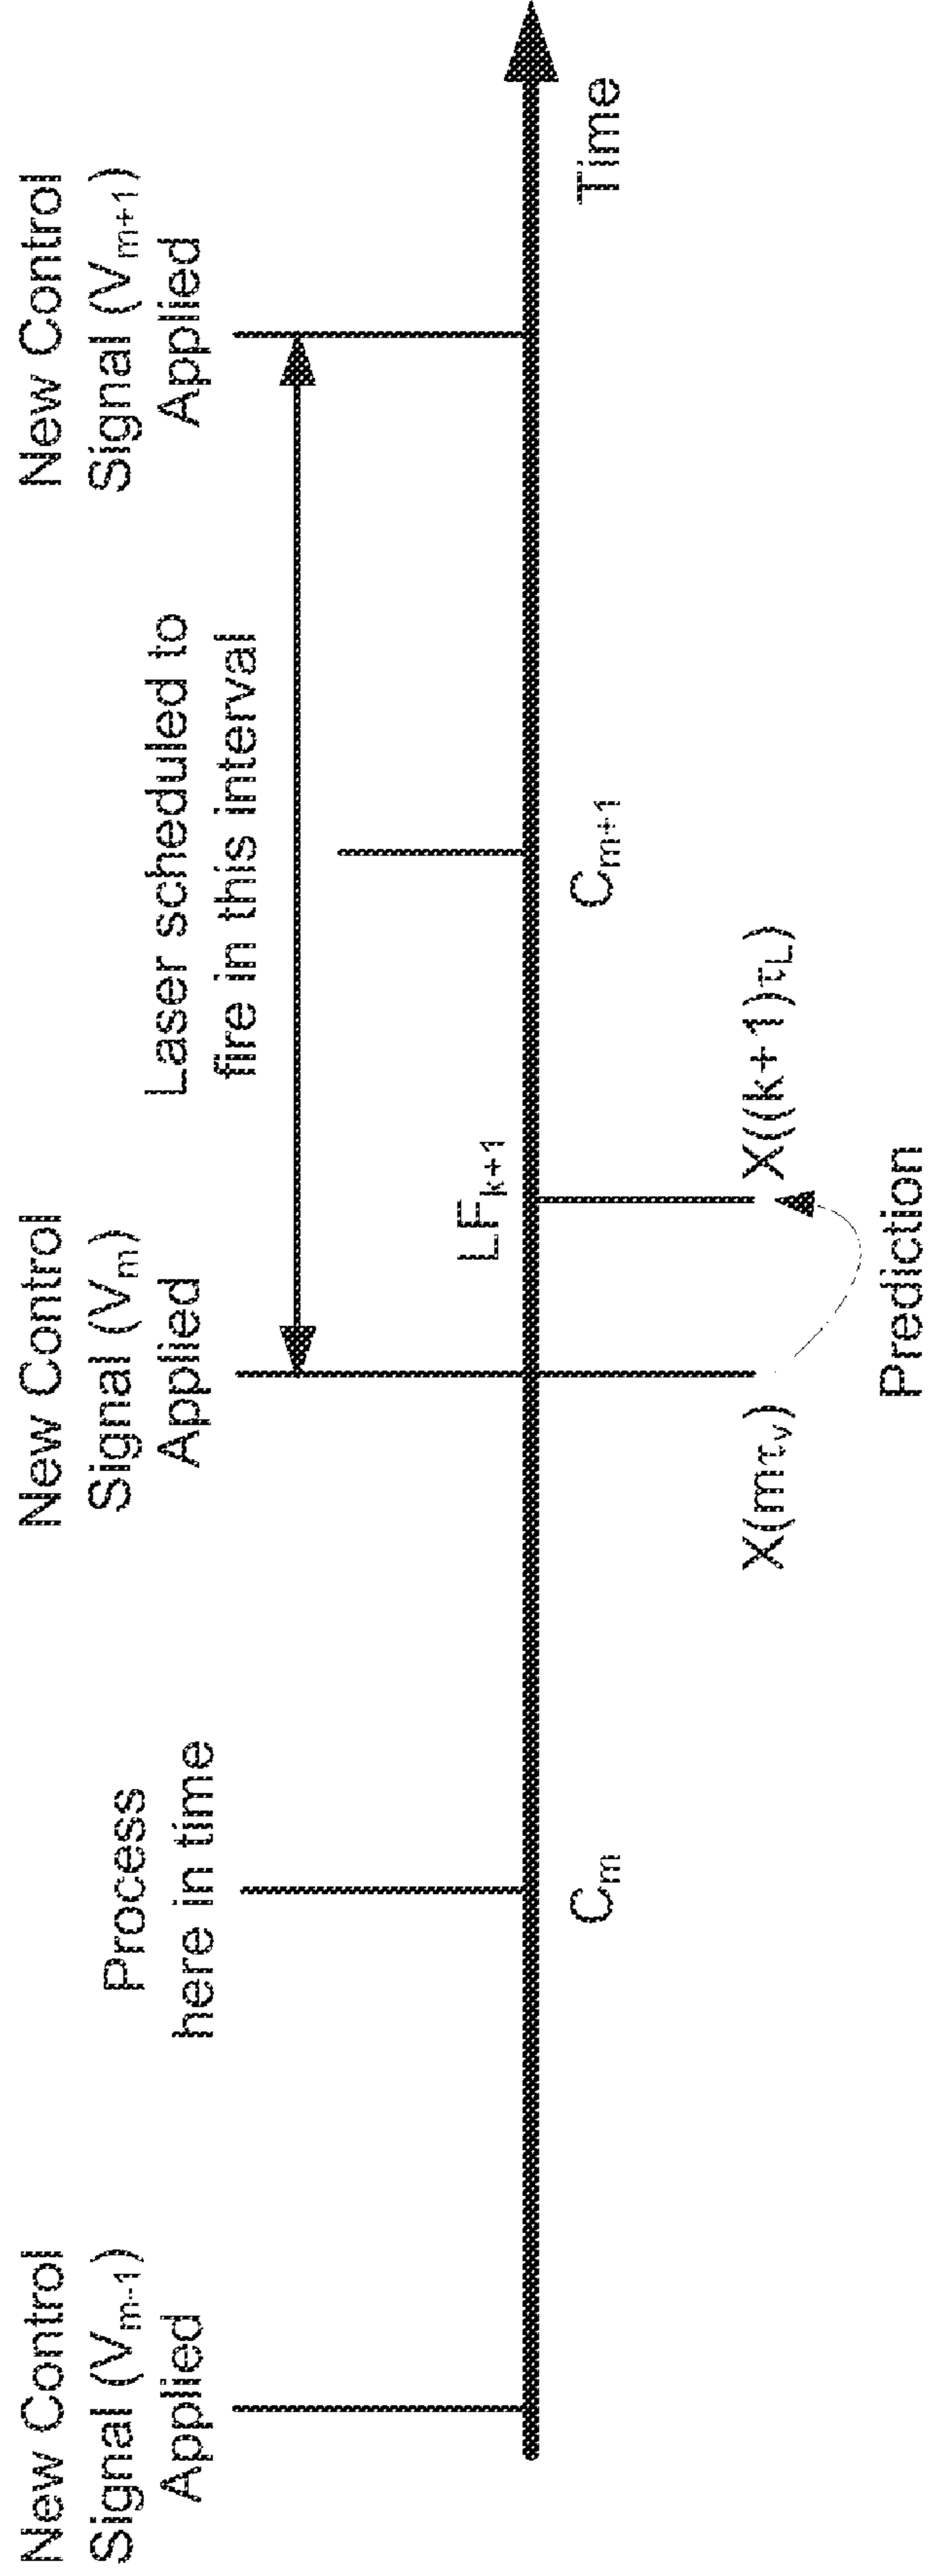 New Control
Signal (Vm-1)
Applied
Process
here in time
New Control
Signal (Vm)
Applied
Laser scheduled to
fire in this interval
New Control
Signal (Vm+1)
Applied
LFk+1
Cm
Cm+1
Time
X(mτv)
X((k+1)τL)
Prediction